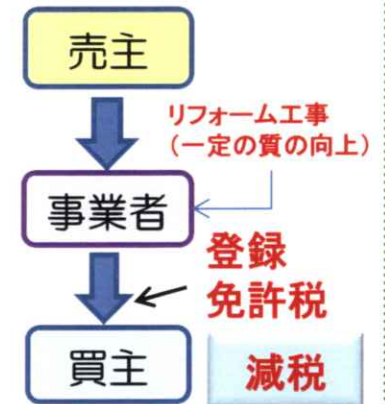 売主
リフォーム工事
(一定の質の向上)
事業者
登録
免許税
買主
減税